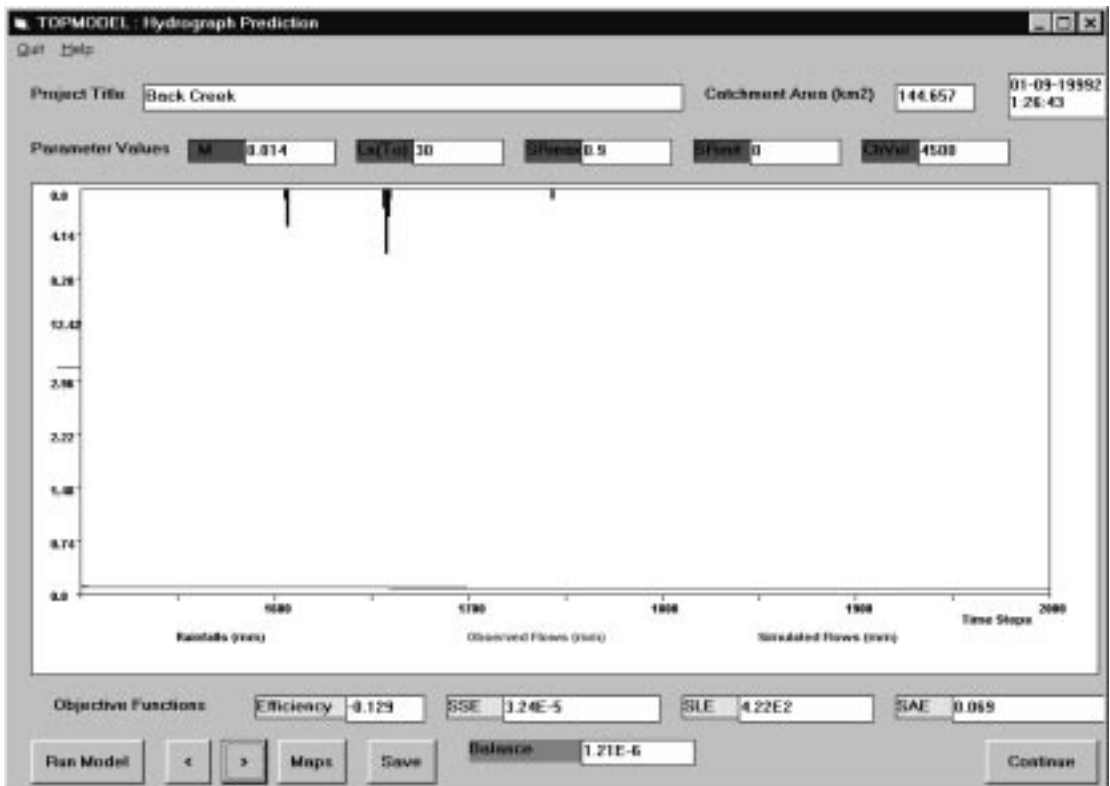 TOPMODEL : Hydrograph Prediction
Quit Help
Project Title Back Creek Catchment Area (km2) 144.657 01-09-19992
1:26:43
Parameter Values M 0.014 Ln(To) 30 SRmax 0.9 SRinit 0 ChVel 4500
0.0
4.14
8.28
12.42
2.96
2.22
1.48
0.74
0.0
1600 1700 1800 1900 2000
Time Steps
Rainfalls (mm) Observed Flows (mm) Simulated Flows (mm)
Objective Functions Efficiency -0.129 SSE 3.24E-5 SLE 4.22E2 SAE 0.069
Run Model < > Maps Save Balance 1.21E-6 Continue